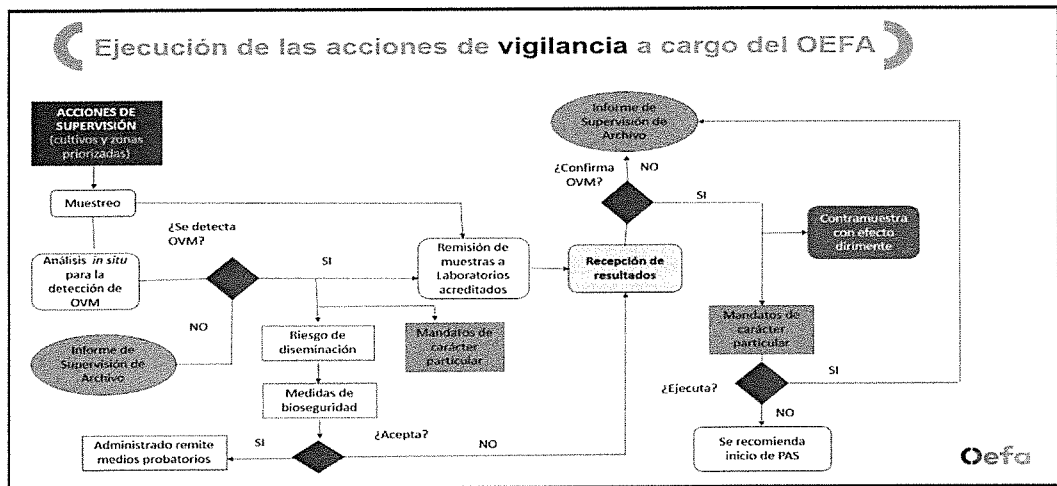 Ejecución de las acciones de vigilancia a cargo del OEFA
ACCIONES DE
SUPERVISIÓN
(cultivos y zonas
priorizadas)
Muestreo
Análisis in situ
para la
detección de
OVM
¿Se detecta
OVM?
SI
NO
Informe de
Supervisión de
Archivo
Riesgo de
diseminación
Mandatos de
carácter
particular
Medidas de
bioseguridad
¿Acepta?
SI
NO
Administrado remite
medios probatorios
Remisión de
muestras a
Laboratorios
acreditados
Recepción de
resultados
¿Confirma
OVM?
NO
SI
Informe de
Supervisión de
Archivo
Contramuestra
con efecto
dirimente
Mandatos de
carácter
particular
¿Ejecuta?
SI
NO
Se recomienda
inicio de PAS
Oefa